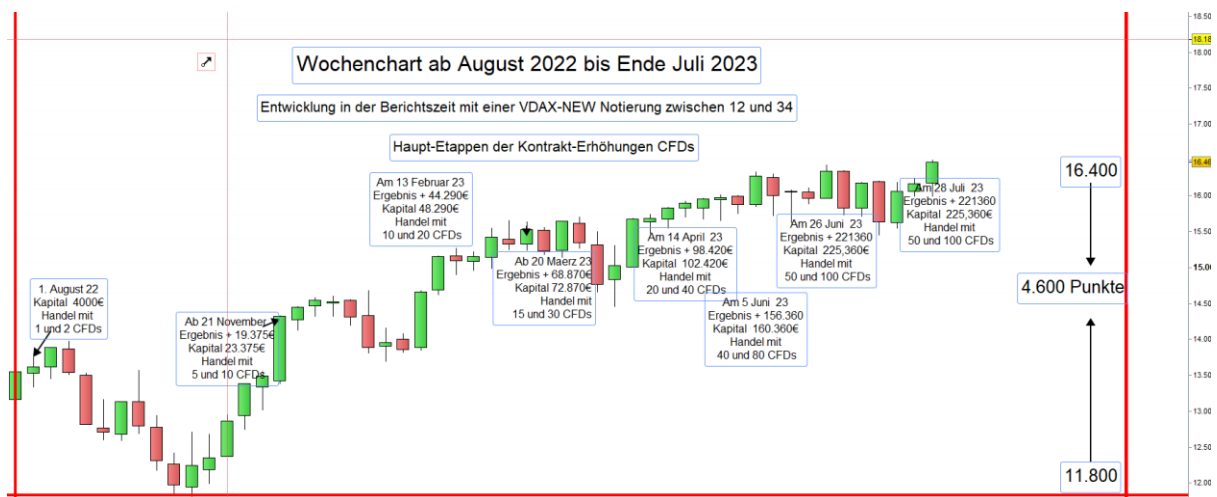 Wochenchart ab August 2022 bis Ende Juli 2023
Entwicklung in der Berichtszeit mit einer VDAX-NEW Notierung zwischen 12 und 34
Haupt-Etappen der Kontrakt-Erhöhungen CFDs
1. August 22
Kapital 4000€
Handel mit
1 und 2 CFDs
Ab 21 November
Ergebnis + 19.375€
Kapital 23.375€
Handel mit
5 und 10 CFDs
Am 13 Februar 23
Ergebnis + 44.290€
Kapital 48.290€
Handel mit
10 und 20 CFDs
Ab 20 Maerz 23
Ergebnis + 68.870€
Kapital 72.870€
Handel mit
15 und 30 CFDs
Am 14 April 23
Ergebnis + 98.420€
Kapital 102.420€
Handel mit
20 und 40 CFDs
Am 5 Juni 23
Ergebnis + 156.360
Kapital 160.360€
Handel mit
40 und 80 CFDs
Am 26 Juni 23
Ergebnis + 221360
Kapital 225,360€
Handel mit
50 und 100 CFDs
Am 28 Juli 23
Ergebnis + 221360
Kapital 225,360€
Handel mit
50 und 100 CFDs
16.400
4.600 Punkte
11.800
18.50
18.18
18.00
17.50
17.00
16.50
16.46
16.00
15.50
15.00
14.50
14.00
13.50
13.00
12.50
12.00